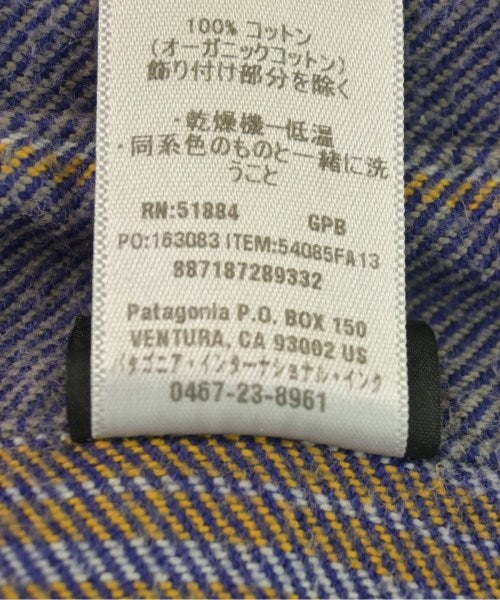 100% コットン
(オーガニックコットン)
飾り付け部分を除く
・乾燥機ー低温
・同系色のものと一緒に洗
うこと
RN:51884 GPB
PO:163083 ITEM:54085FA13
887187289332
Patagonia P.O. BOX 150
VENTURA, CA 93002 US
パタゴニア・インターナショナル・インク
0467-23-8961